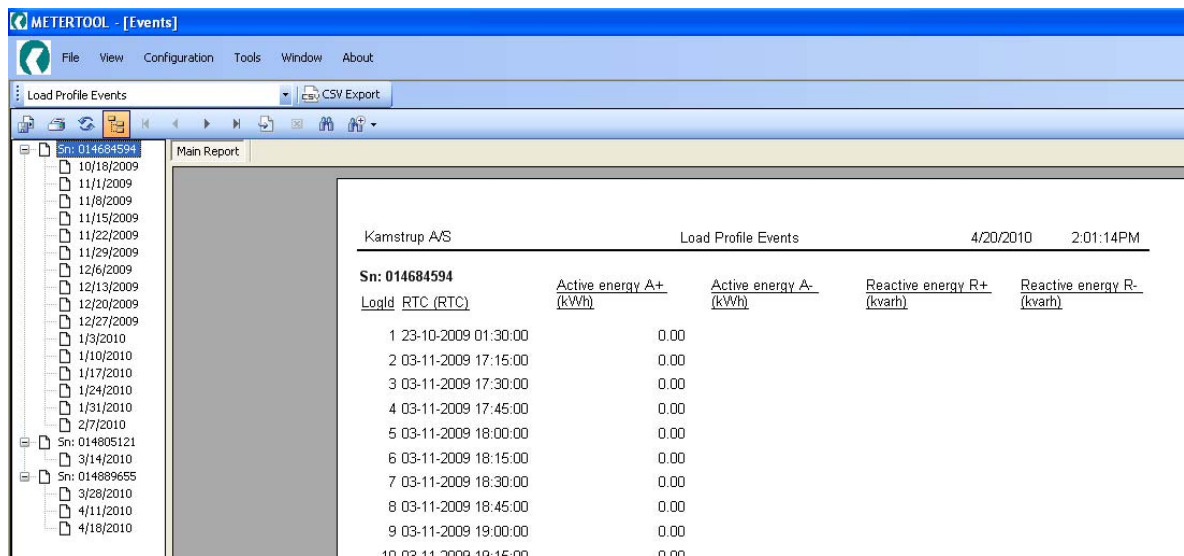 METERTOOL - [Events]
File View Configuration Tools Window About
Load Profile Events CSV Export
Main Report
Sn: 014684594
10/18/2009
11/1/2009
11/8/2009
11/15/2009
11/22/2009
11/29/2009
12/6/2009
12/13/2009
12/20/2009
12/27/2009
1/3/2010
1/10/2010
1/17/2010
1/24/2010
1/31/2010
2/7/2010
Sn: 014805121
3/14/2010
Sn: 014889655
3/28/2010
4/11/2010
4/18/2010
Kamstrup A/S Load Profile Events 4/20/2010 2:01:14PM
Sn: 014684594
LogId RTC (RTC) Active energy A+ (kWh) Active energy A- (kWh) Reactive energy R+ (kvarh) Reactive energy R- (kvarh)
1 23-10-2009 01:30:00 0.00
2 03-11-2009 17:15:00 0.00
3 03-11-2009 17:30:00 0.00
4 03-11-2009 17:45:00 0.00
5 03-11-2009 18:00:00 0.00
6 03-11-2009 18:15:00 0.00
7 03-11-2009 18:30:00 0.00
8 03-11-2009 18:45:00 0.00
9 03-11-2009 19:00:00 0.00
10 03-11-2009 19:15:00 0.00